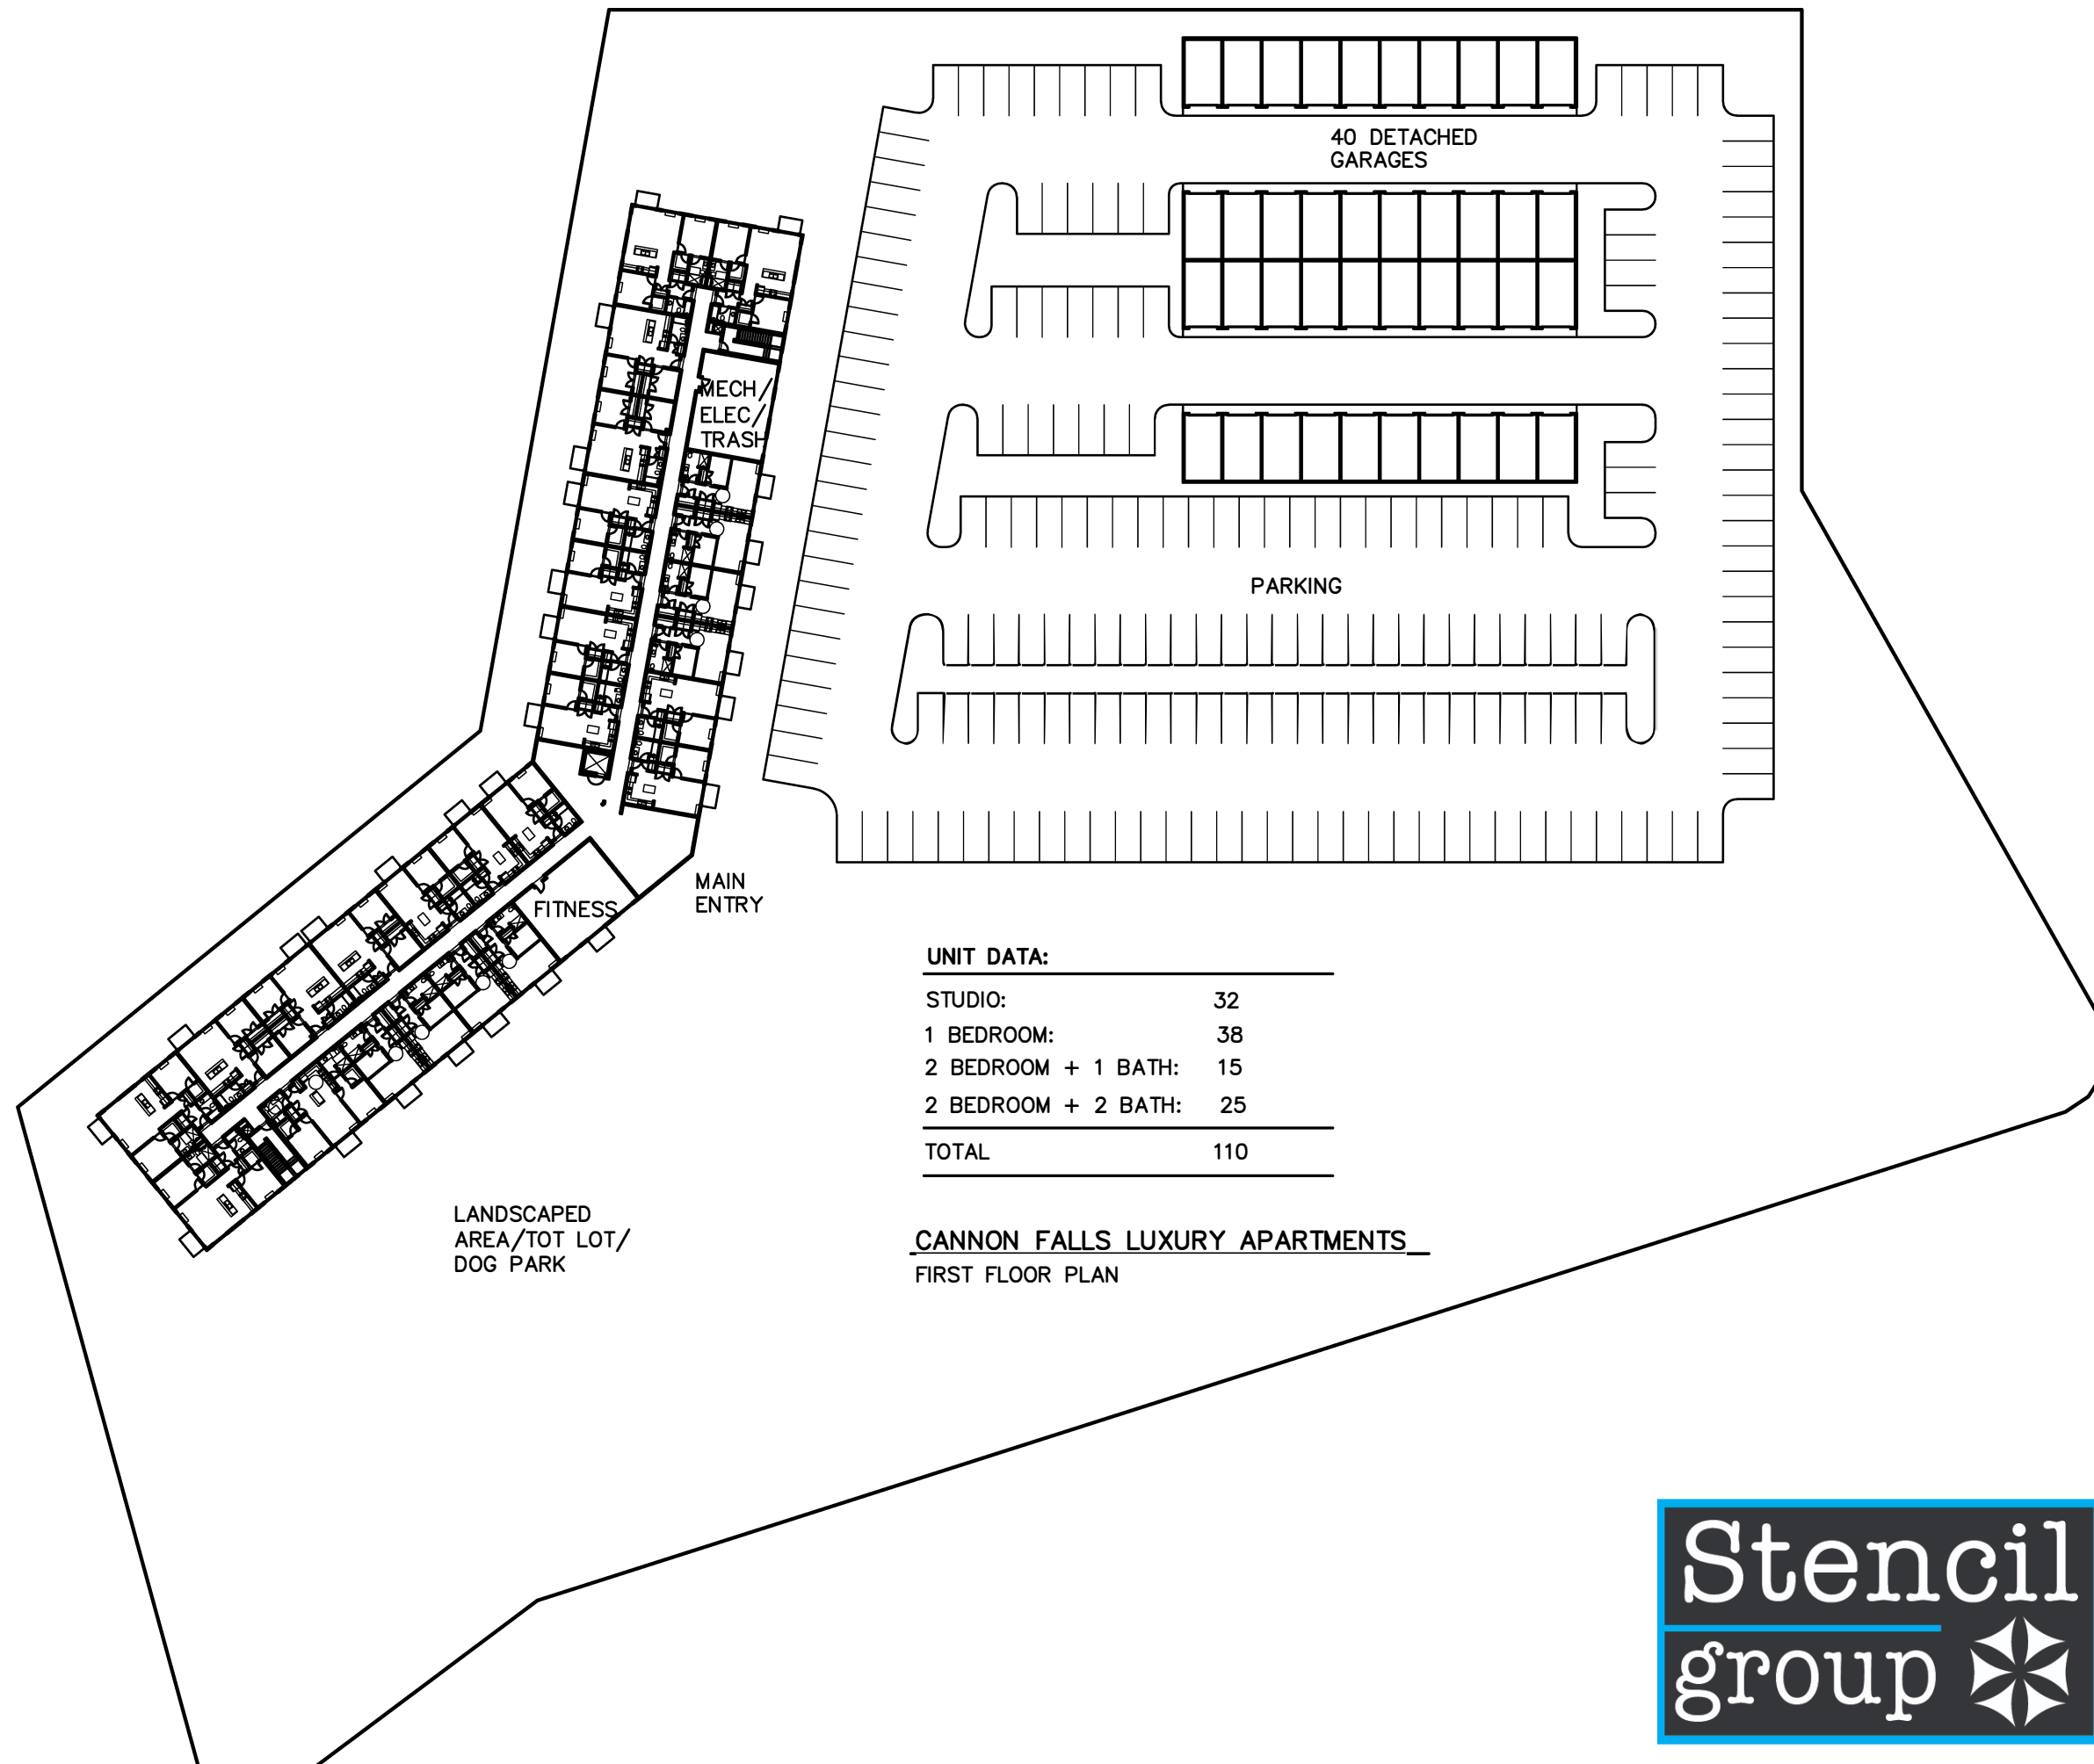 40 DETACHED
GARAGES
MECH/
ELEC/
TRASH
PARKING
MAIN
ENTRY
FITNESS
UNIT DATA:
STUDIO: 32
1 BEDROOM: 38
2 BEDROOM + 1 BATH: 15
2 BEDROOM + 2 BATH: 25
TOTAL 110
LANDSCAPED
AREA/TOT LOT/
DOG PARK
CANNON FALLS LUXURY APARTMENTS
FIRST FLOOR PLAN
Stencil
group